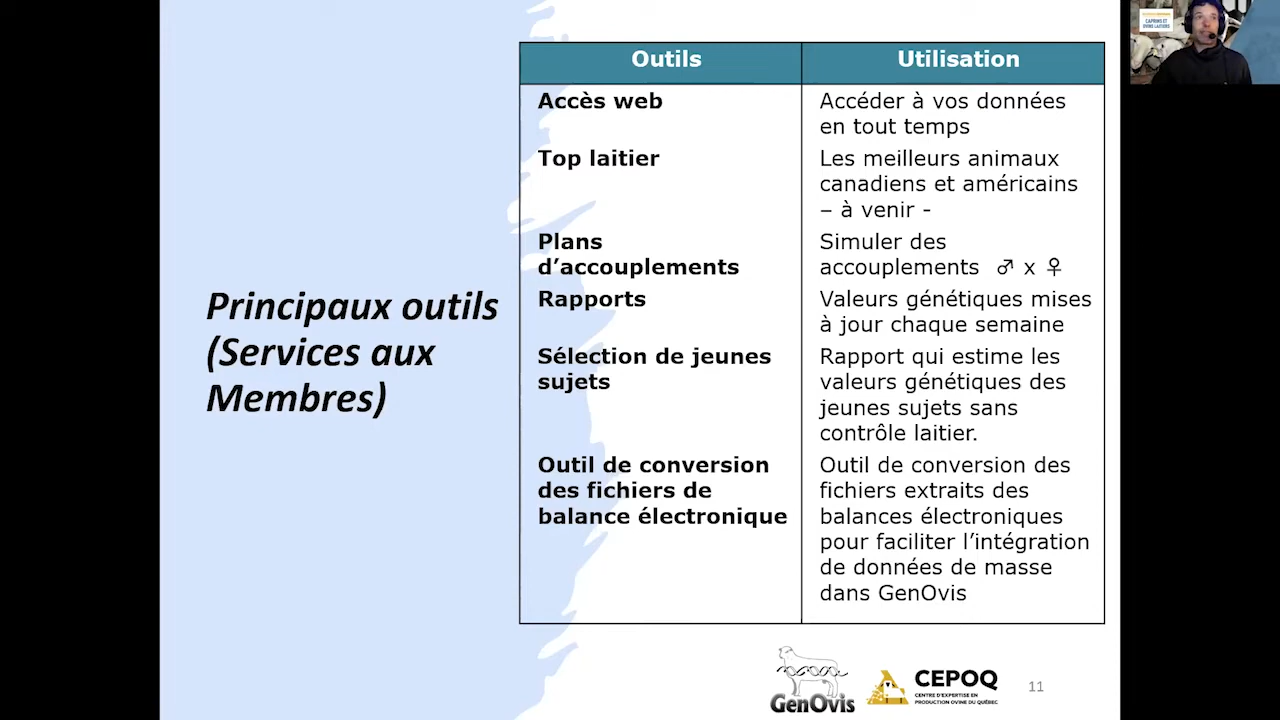 CAPRINS ET
OVINS LAITIERS
Principaux outils
(Services aux
Membres)
Outils
Utilisation
Accès web
Accéder à vos données
en tout temps
Top laitier
Les meilleurs animaux
canadiens et américains
– à venir -
Plans
d’accouplements
Simuler des
accouplements ♂ x ♀
Rapports
Valeurs génétiques mises
à jour chaque semaine
Sélection de jeunes
sujets
Rapport qui estime les
valeurs génétiques des
jeunes sujets sans
contrôle laitier.
Outil de conversion
des fichiers de
balance électronique
Outil de conversion des
fichiers extraits des
balances électroniques
pour faciliter l’intégration
de données de masse
dans GenOvis
GenOvis
CEPOQ
CENTRE D'EXPERTISE EN
PRODUCTION OVINE DU QUÉBEC
11